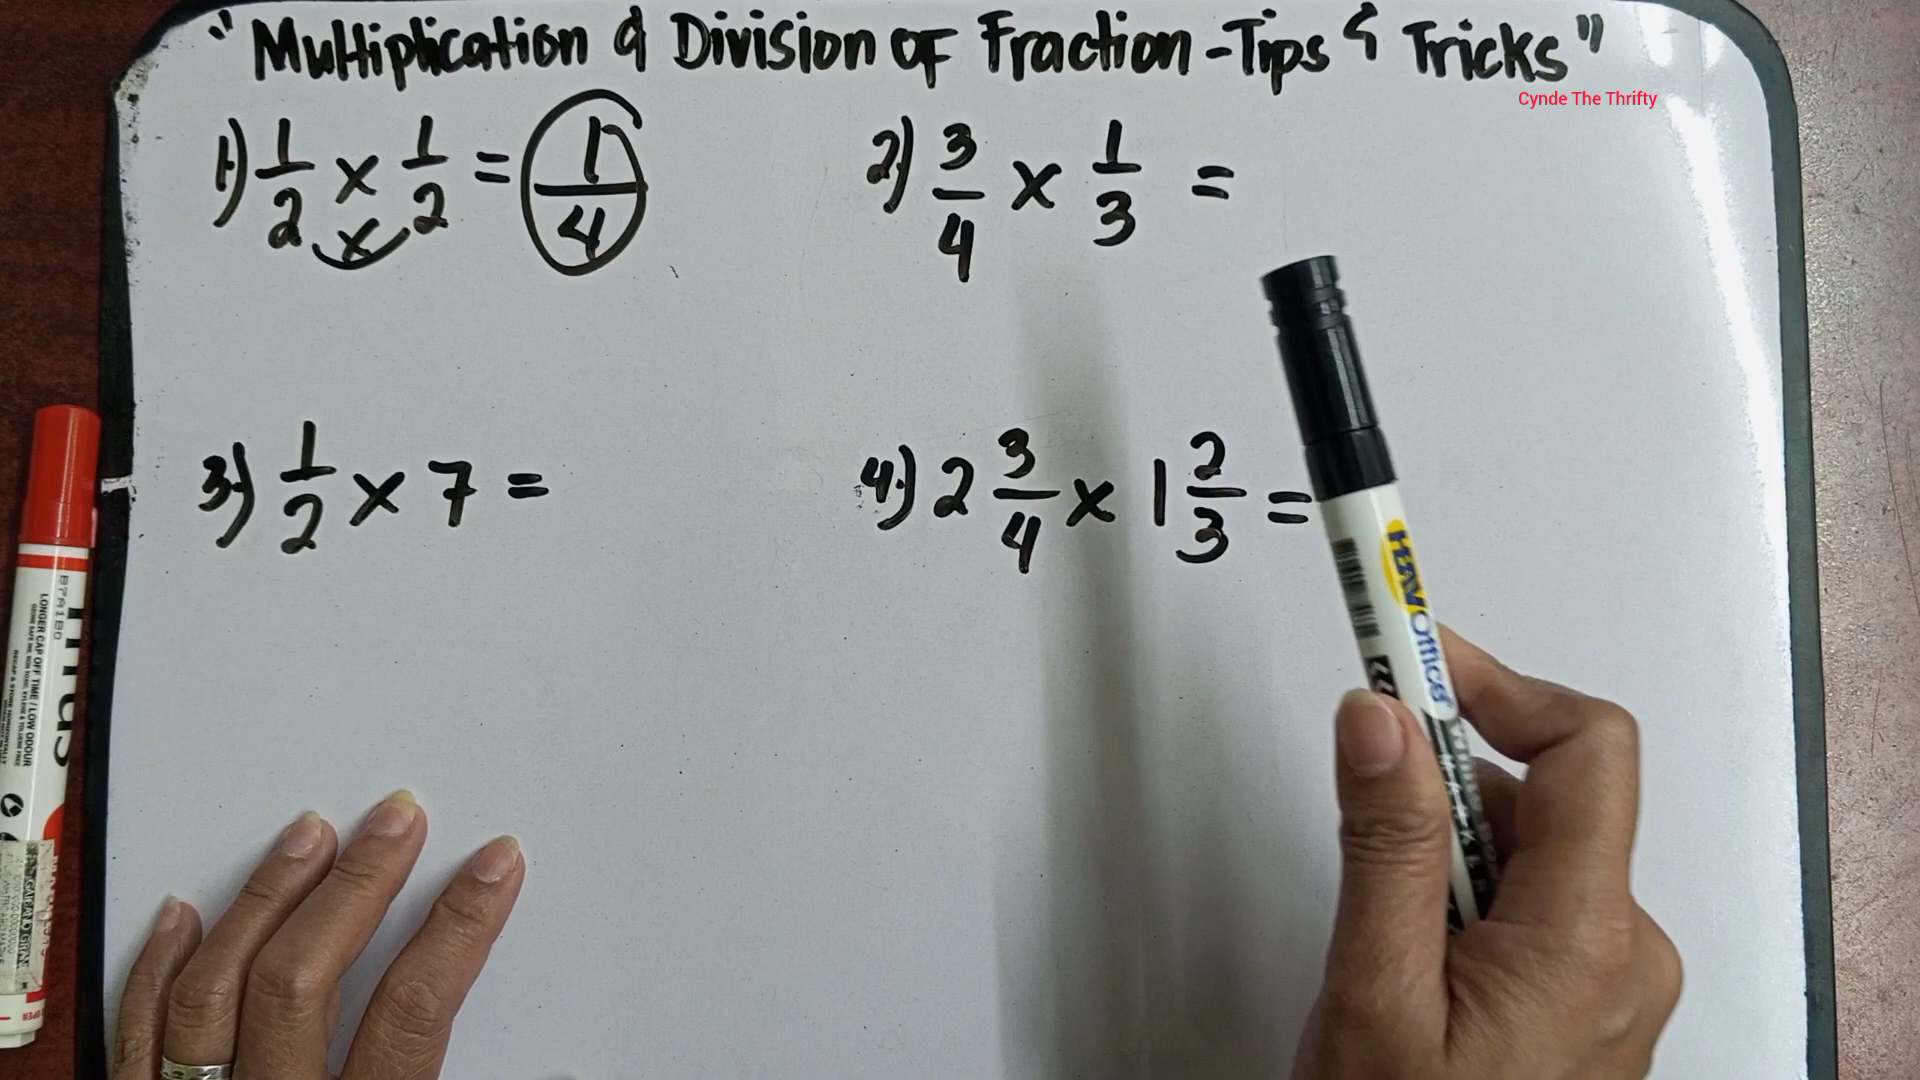 "Multiplication & Division of Fraction - Tips & Tricks"
Cynde The Thrifty
1.) 1/2 x 1/2 = 1/4
x
2.) 3/4 x 1/3 =
3.) 1/2 x 7 =
4.) 2 3/4 x 1 2/3 =
HBW Office
B7A1B0
LONGER CAP OFF TIME / LOW ODOUR